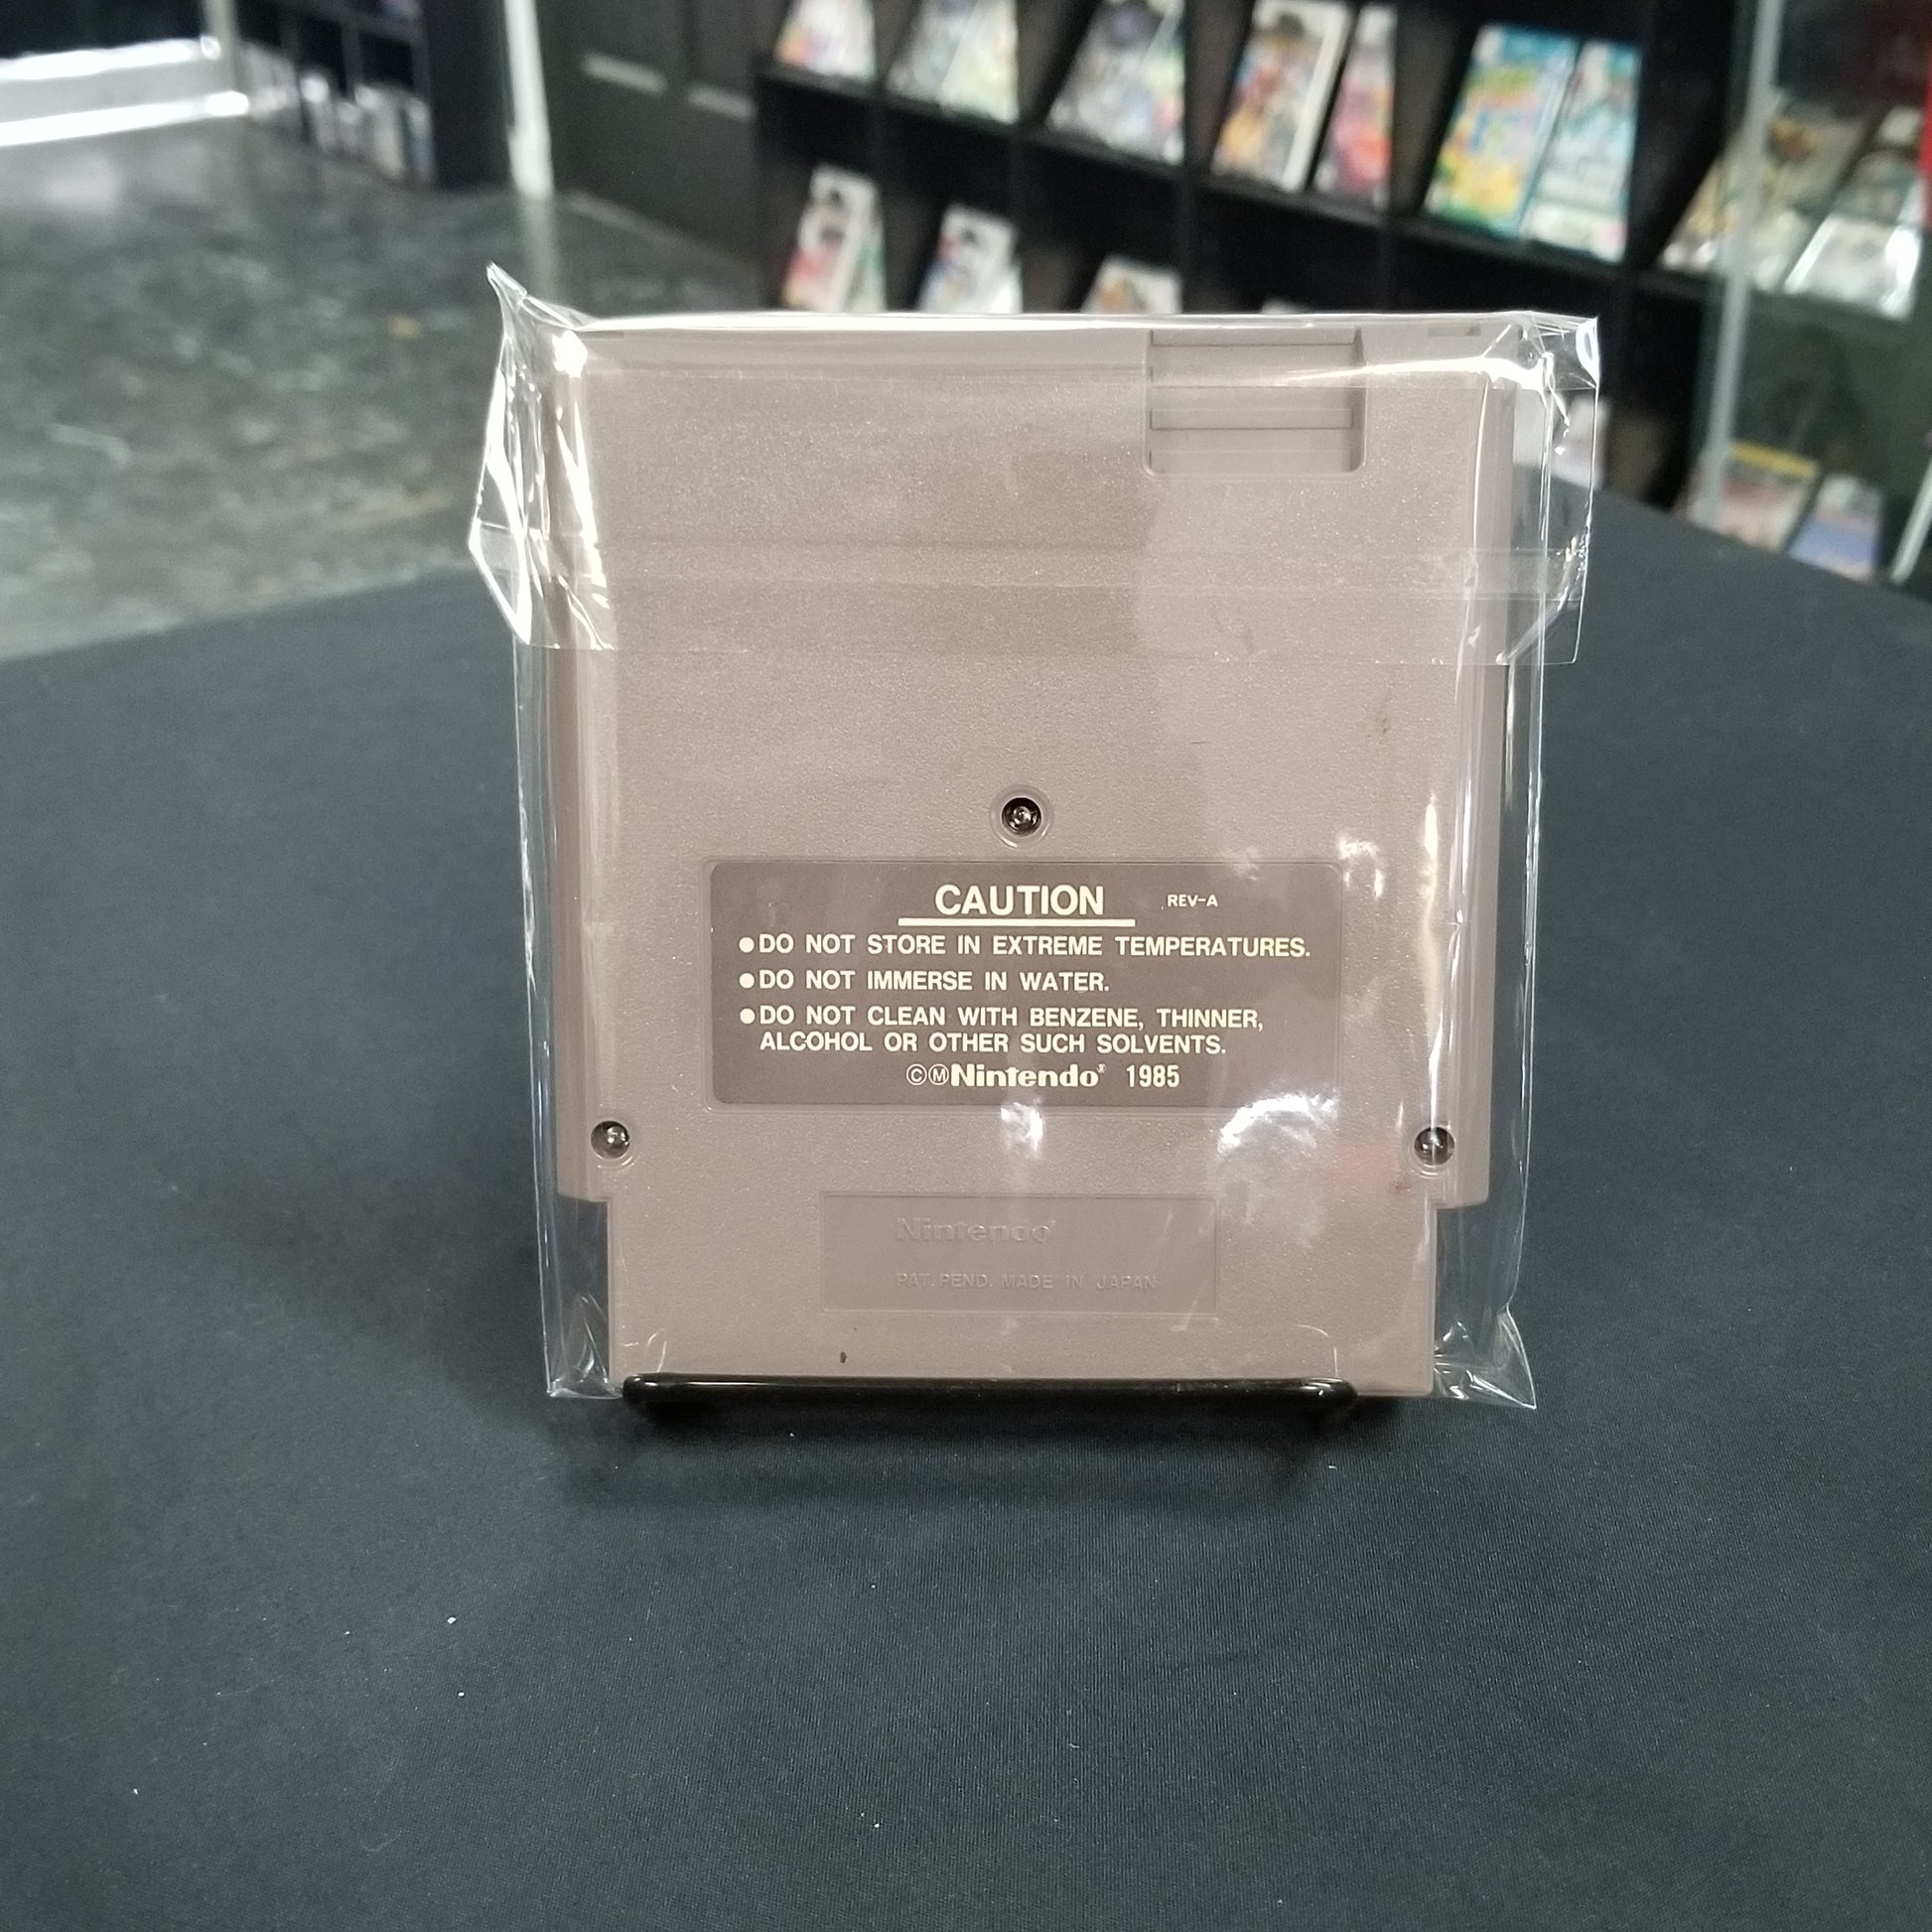 CAUTION REV-A
●DO NOT STORE IN EXTREME TEMPERATURES.
●DO NOT IMMERSE IN WATER.
●DO NOT CLEAN WITH BENZENE, THINNER,
ALCOHOL OR OTHER SUCH SOLVENTS.
©ⓂNintendo® 1985
Nintendo®
PAT. PEND. MADE IN JAPAN